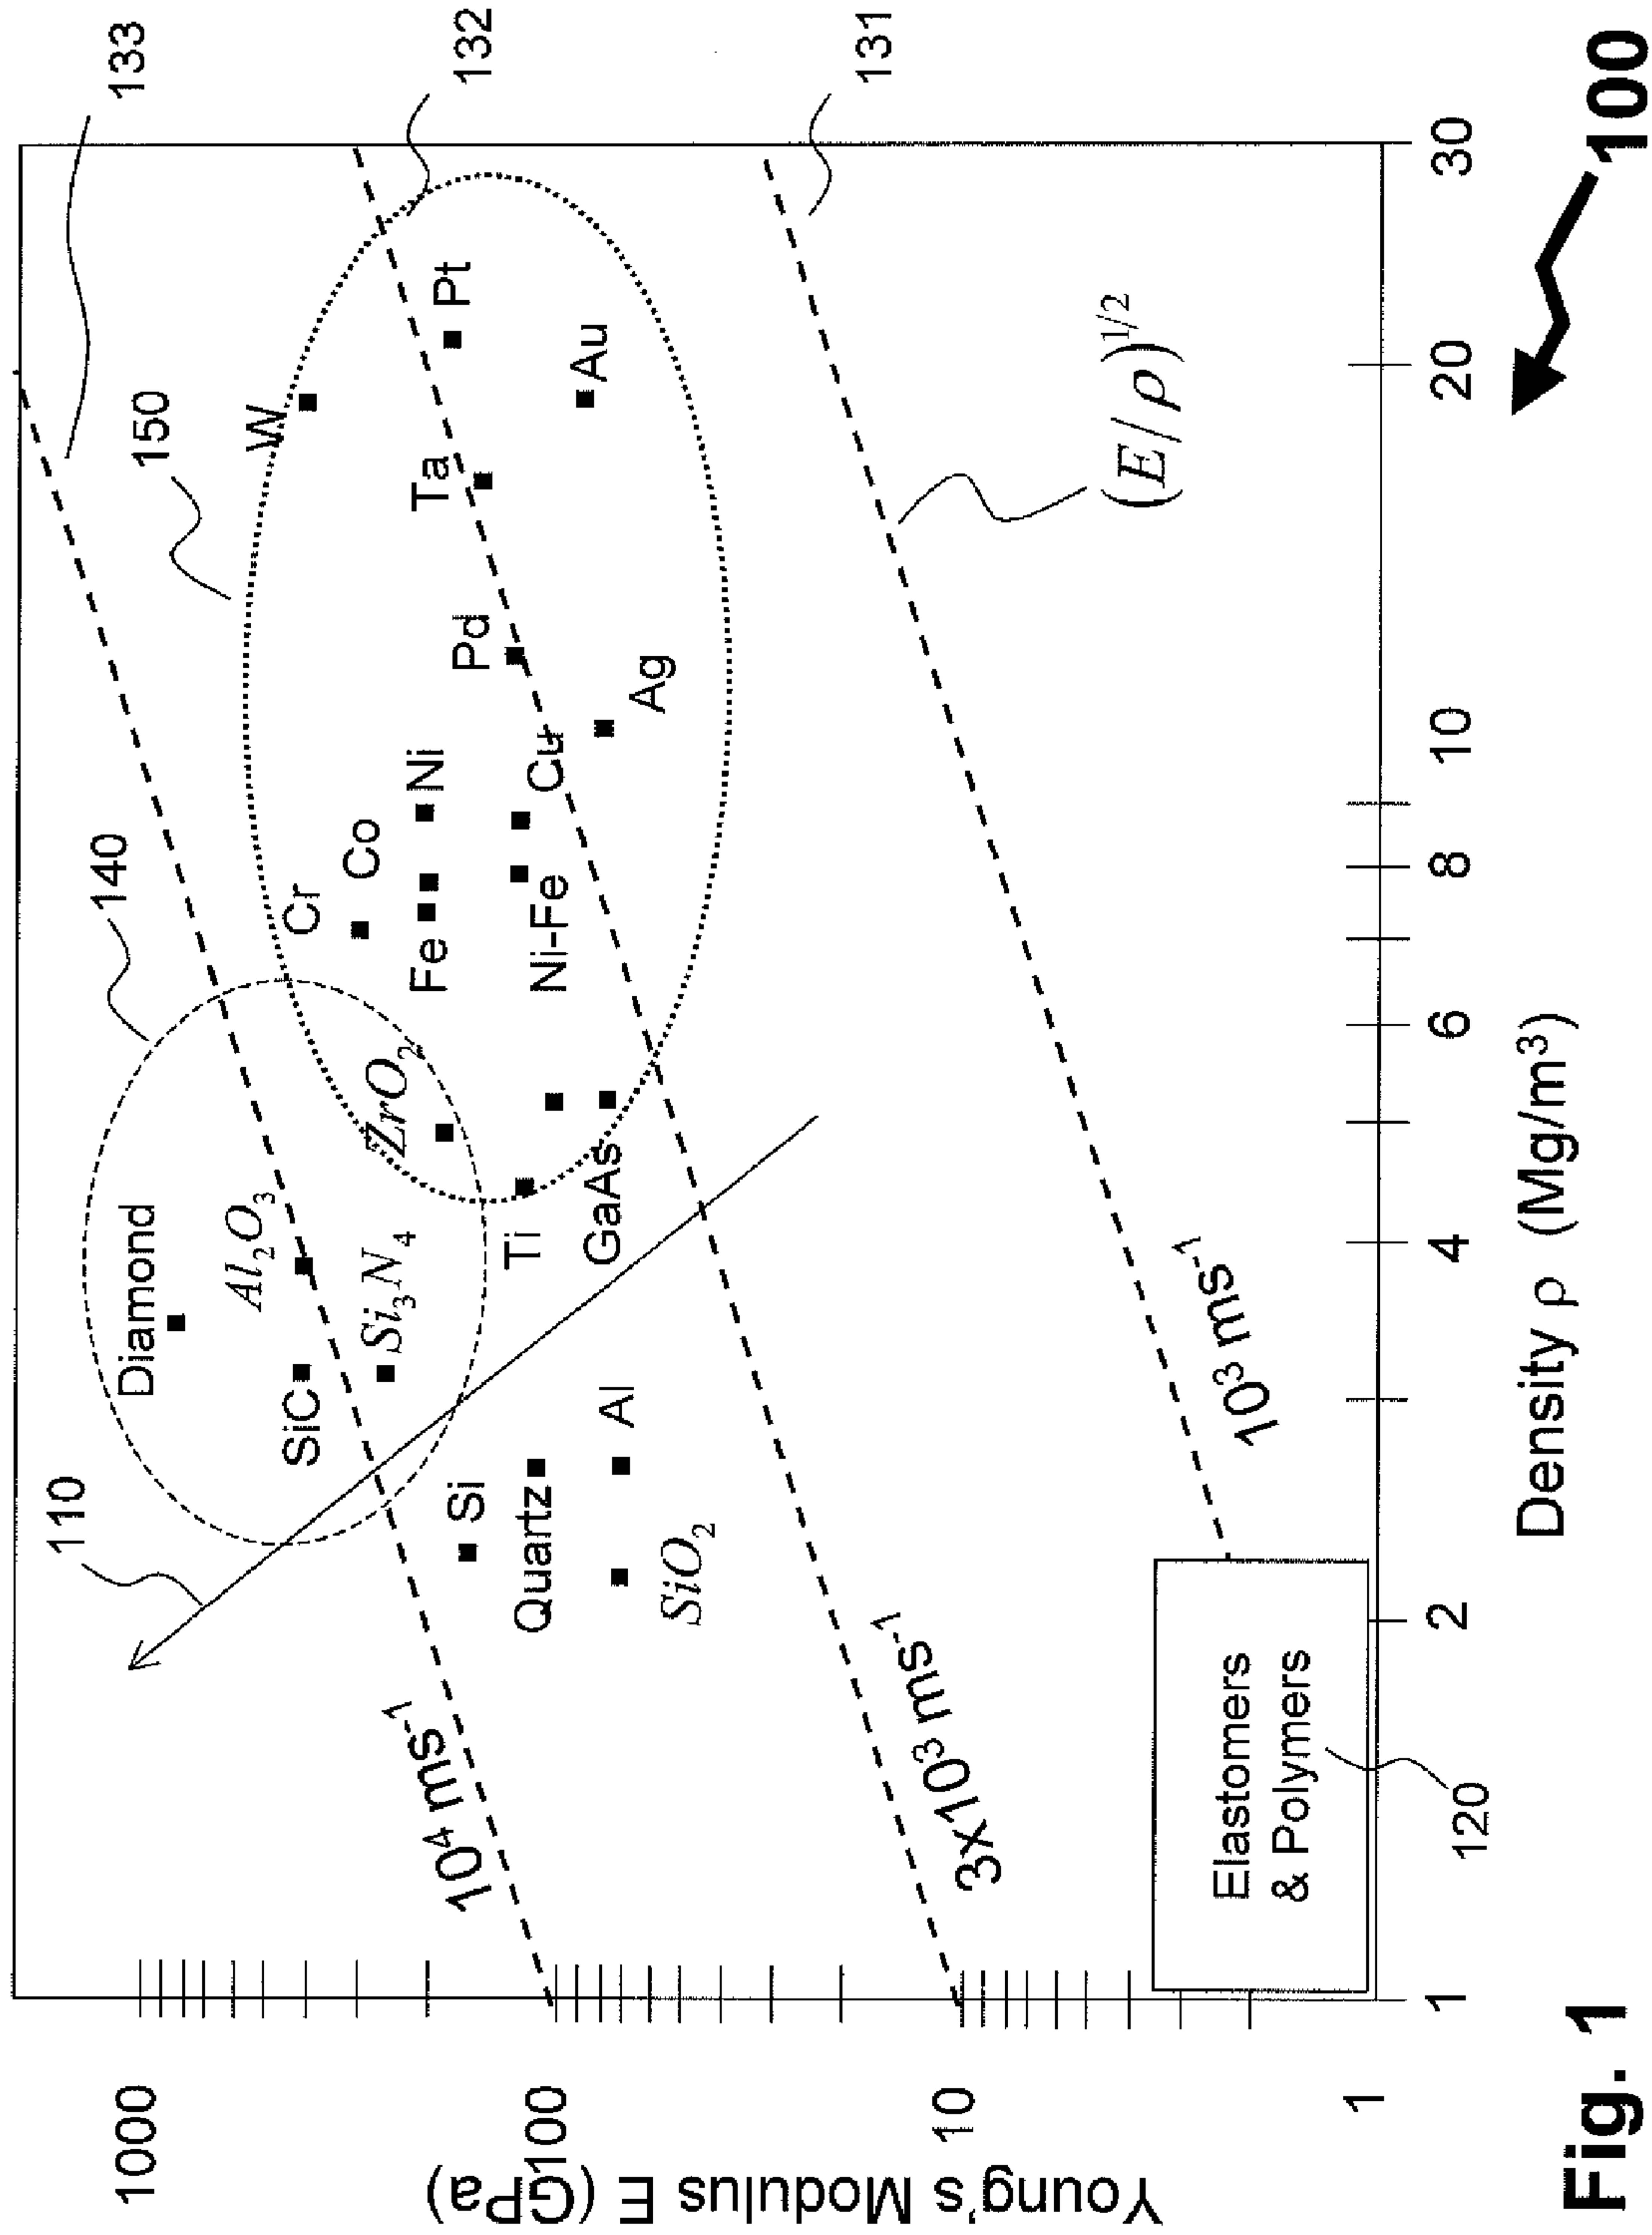 133
132
131
150
140
110
Diamond
Al₂O₃
SiC
Si₃N₄
ZrO₂
Cr
Co
Ni
Fe
Ni-Fe
Cu
Pd
Ag
W
Ta
Pt
Au
Ti
GaAs
Si
Quartz
Al
SiO₂
10⁴ ms⁻¹
3x10³ ms⁻¹
10³ ms⁻¹
(E/ρ)^1/2
Elastomers
& Polymers
120
1000
100
10
1
Young's Modulus E (GPa)
1
2
4
6
8
10
20
30
Density ρ (Mg/m³)
100
Fig. 1